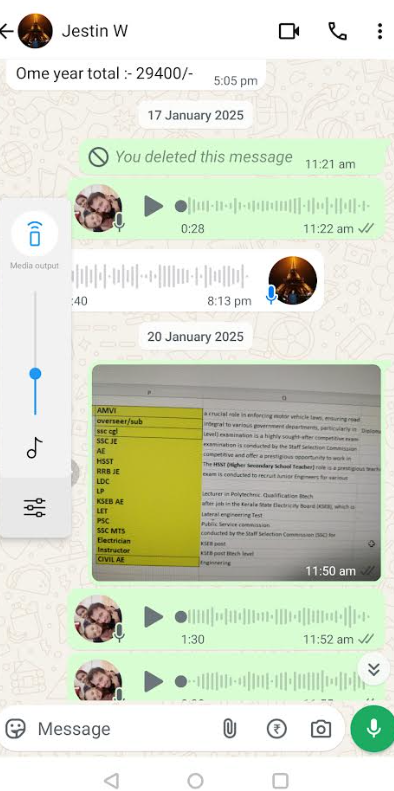 Jestin W
Ome year total :- 29400/-
5:05 pm
17 January 2025
You deleted this message
11:21 am
0:28
11:22 am
Media output
:40
8:13 pm
20 January 2025
P
AMVI
a crucial role in enforcing motor vehicle laws, ensuring road
overseer/sub
integral to various government departments, particularly in Diplom
ssc cgl
Level) examination is a highly sought-after competitive exam
SSC JE
examination is conducted by the Staff Selection Commission
AE
competitive and offer a prestigious opportunity to work in
HSST
The HSST (Higher Secondary School Teacher) role is a prestigious teach
RRB JE
exam is conducted to recruit Junior Engineer for various
LDC
LP
Lecturer in Polytechnic. Qualification Btech
KSEB AE
after job in the Kerala State Electricity Board (KSEB), which is
LET
Lateral engineering Test
PSC
Public Service commission
SSC MTS
conducted by the Staff Selection Commission (SSC) for
Electrician
KSEB post
Instructor
KSEB post Btech level
CIVIL AE
Engineering
11:50 am
1:30
11:52 am
Message